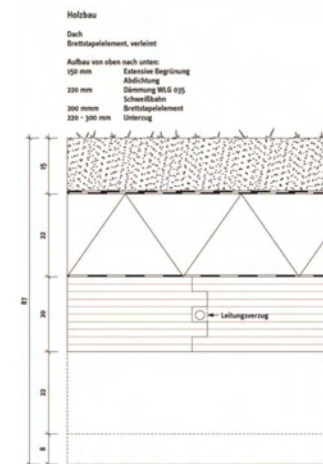 Holzbau
Dach
Brettstapelelement, verleimt
Aufbau von oben nach unten:
150 mm Extensive Begrünung
Abdichtung
220 mm Dämmung WLG 035
Schweißbahn
200 mmm Brettstapelelement
220 - 300 mm Unterzug
15
22
87
20
Leitungsverzug
22
8